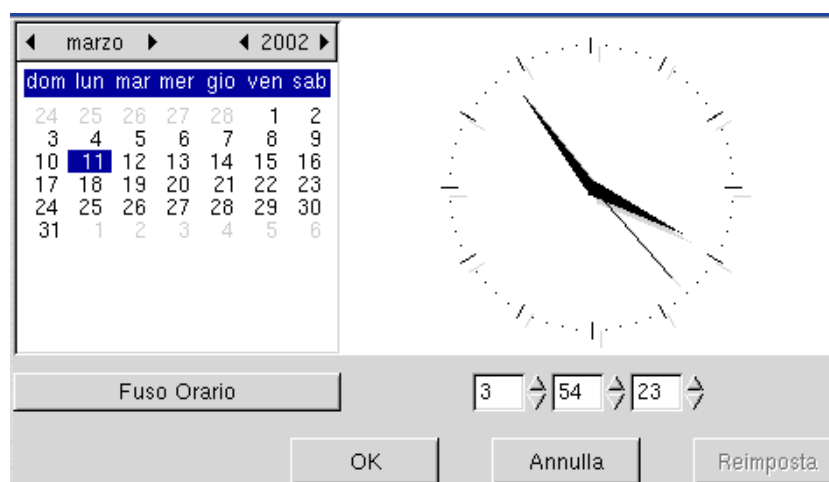 marzo 2002
dom lun mar mer gio ven sab
24 25 26 27 28 1 2
3 4 5 6 7 8 9
10 11 12 13 14 15 16
17 18 19 20 21 22 23
24 25 26 27 28 29 30
31 1 2 3 4 5 6
Fuso Orario
3 54 23
OK Annulla Reimposta